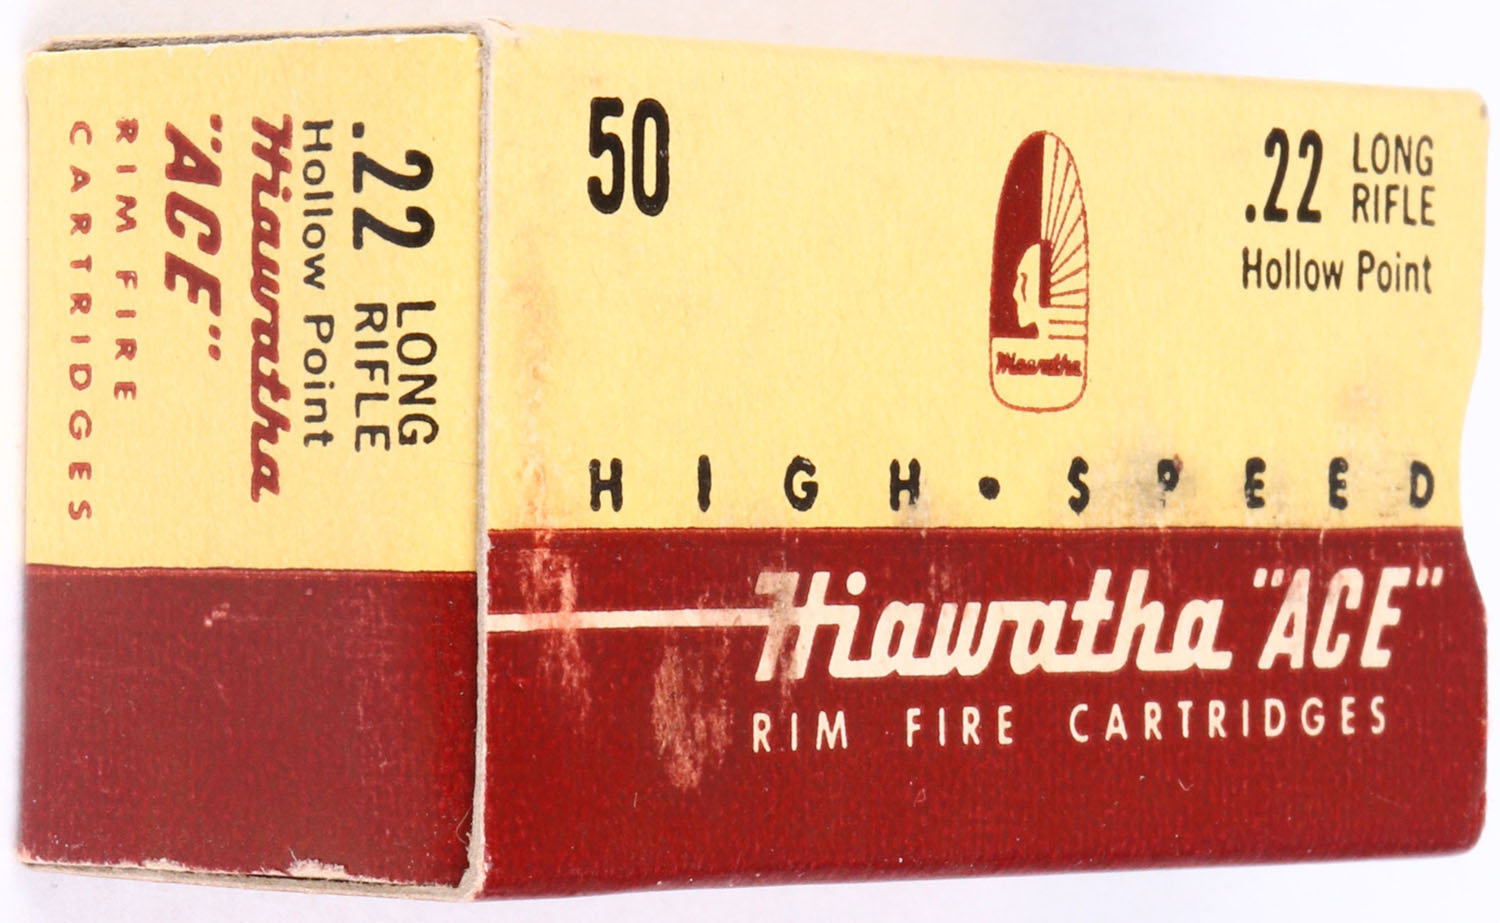 50
.22 LONG RIFLE
Hollow Point
Hiawatha
HIGH·SPEED
Hiawatha "ACE"
RIM FIRE CARTRIDGES
.22 LONG RIFLE
Hollow Point
Hiawatha
"ACE"
RIM FIRE
CARTRIDGES